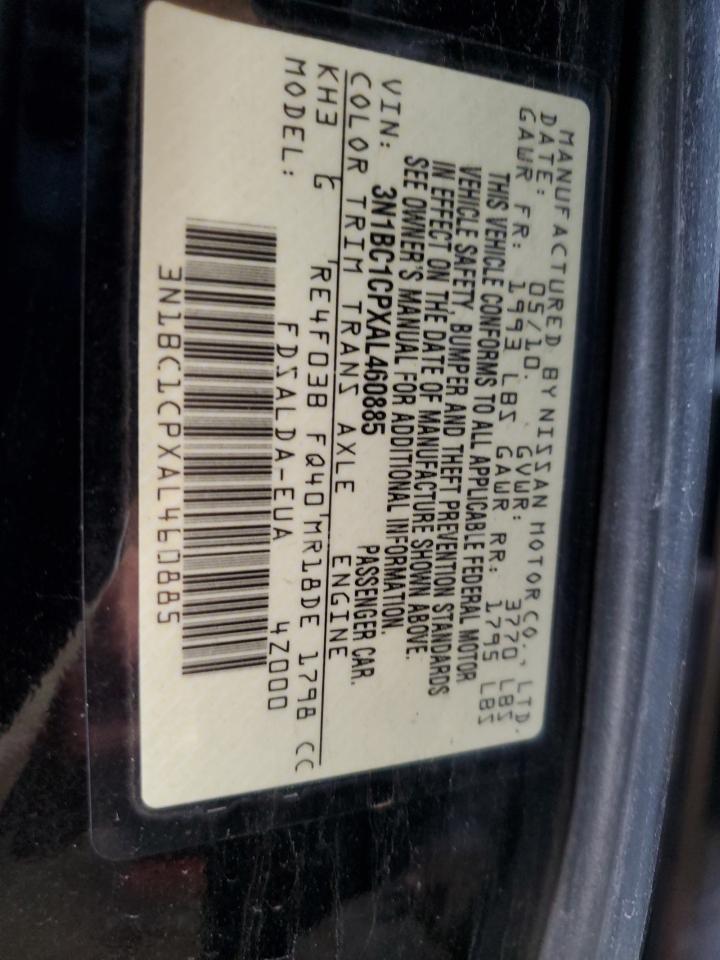 MANUFACTURED BY NISSAN MOTOR CO., LTD.
DATE: 05/10. GVWR: 3770 LBS
GAWR FR: 1993 LBS GAWR RR: 1795 LBS
THIS VEHICLE CONFORMS TO ALL APPLICABLE FEDERAL MOTOR
VEHICLE SAFETY, BUMPER AND THEFT PREVENTION STANDARDS
IN EFFECT ON THE DATE OF MANUFACTURE SHOWN ABOVE.
SEE OWNER'S MANUAL FOR ADDITIONAL INFORMATION.
VIN: 3N1BC1CPXAL460885 PASSENGER CAR.
COLOR TRIM TRANS AXLE ENGINE
KH3 G RE4F03B FQ40 MR18DE 1798 CC
MODEL: FDSALDA-EUA 4Z000
3N1BC1CPXAL460885